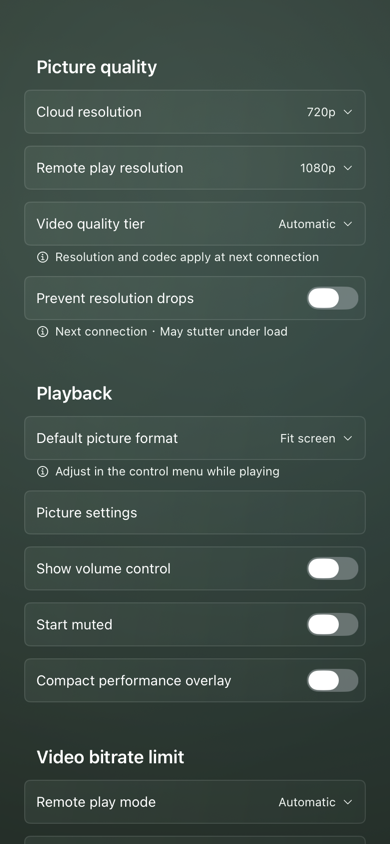 Picture quality
Cloud resolution 720p
Remote play resolution 1080p
Video quality tier Automatic
Resolution and codec apply at next connection
Prevent resolution drops
Next connection · May stutter under load
Playback
Default picture format Fit screen
Adjust in the control menu while playing
Picture settings
Show volume control
Start muted
Compact performance overlay
Video bitrate limit
Remote play mode Automatic